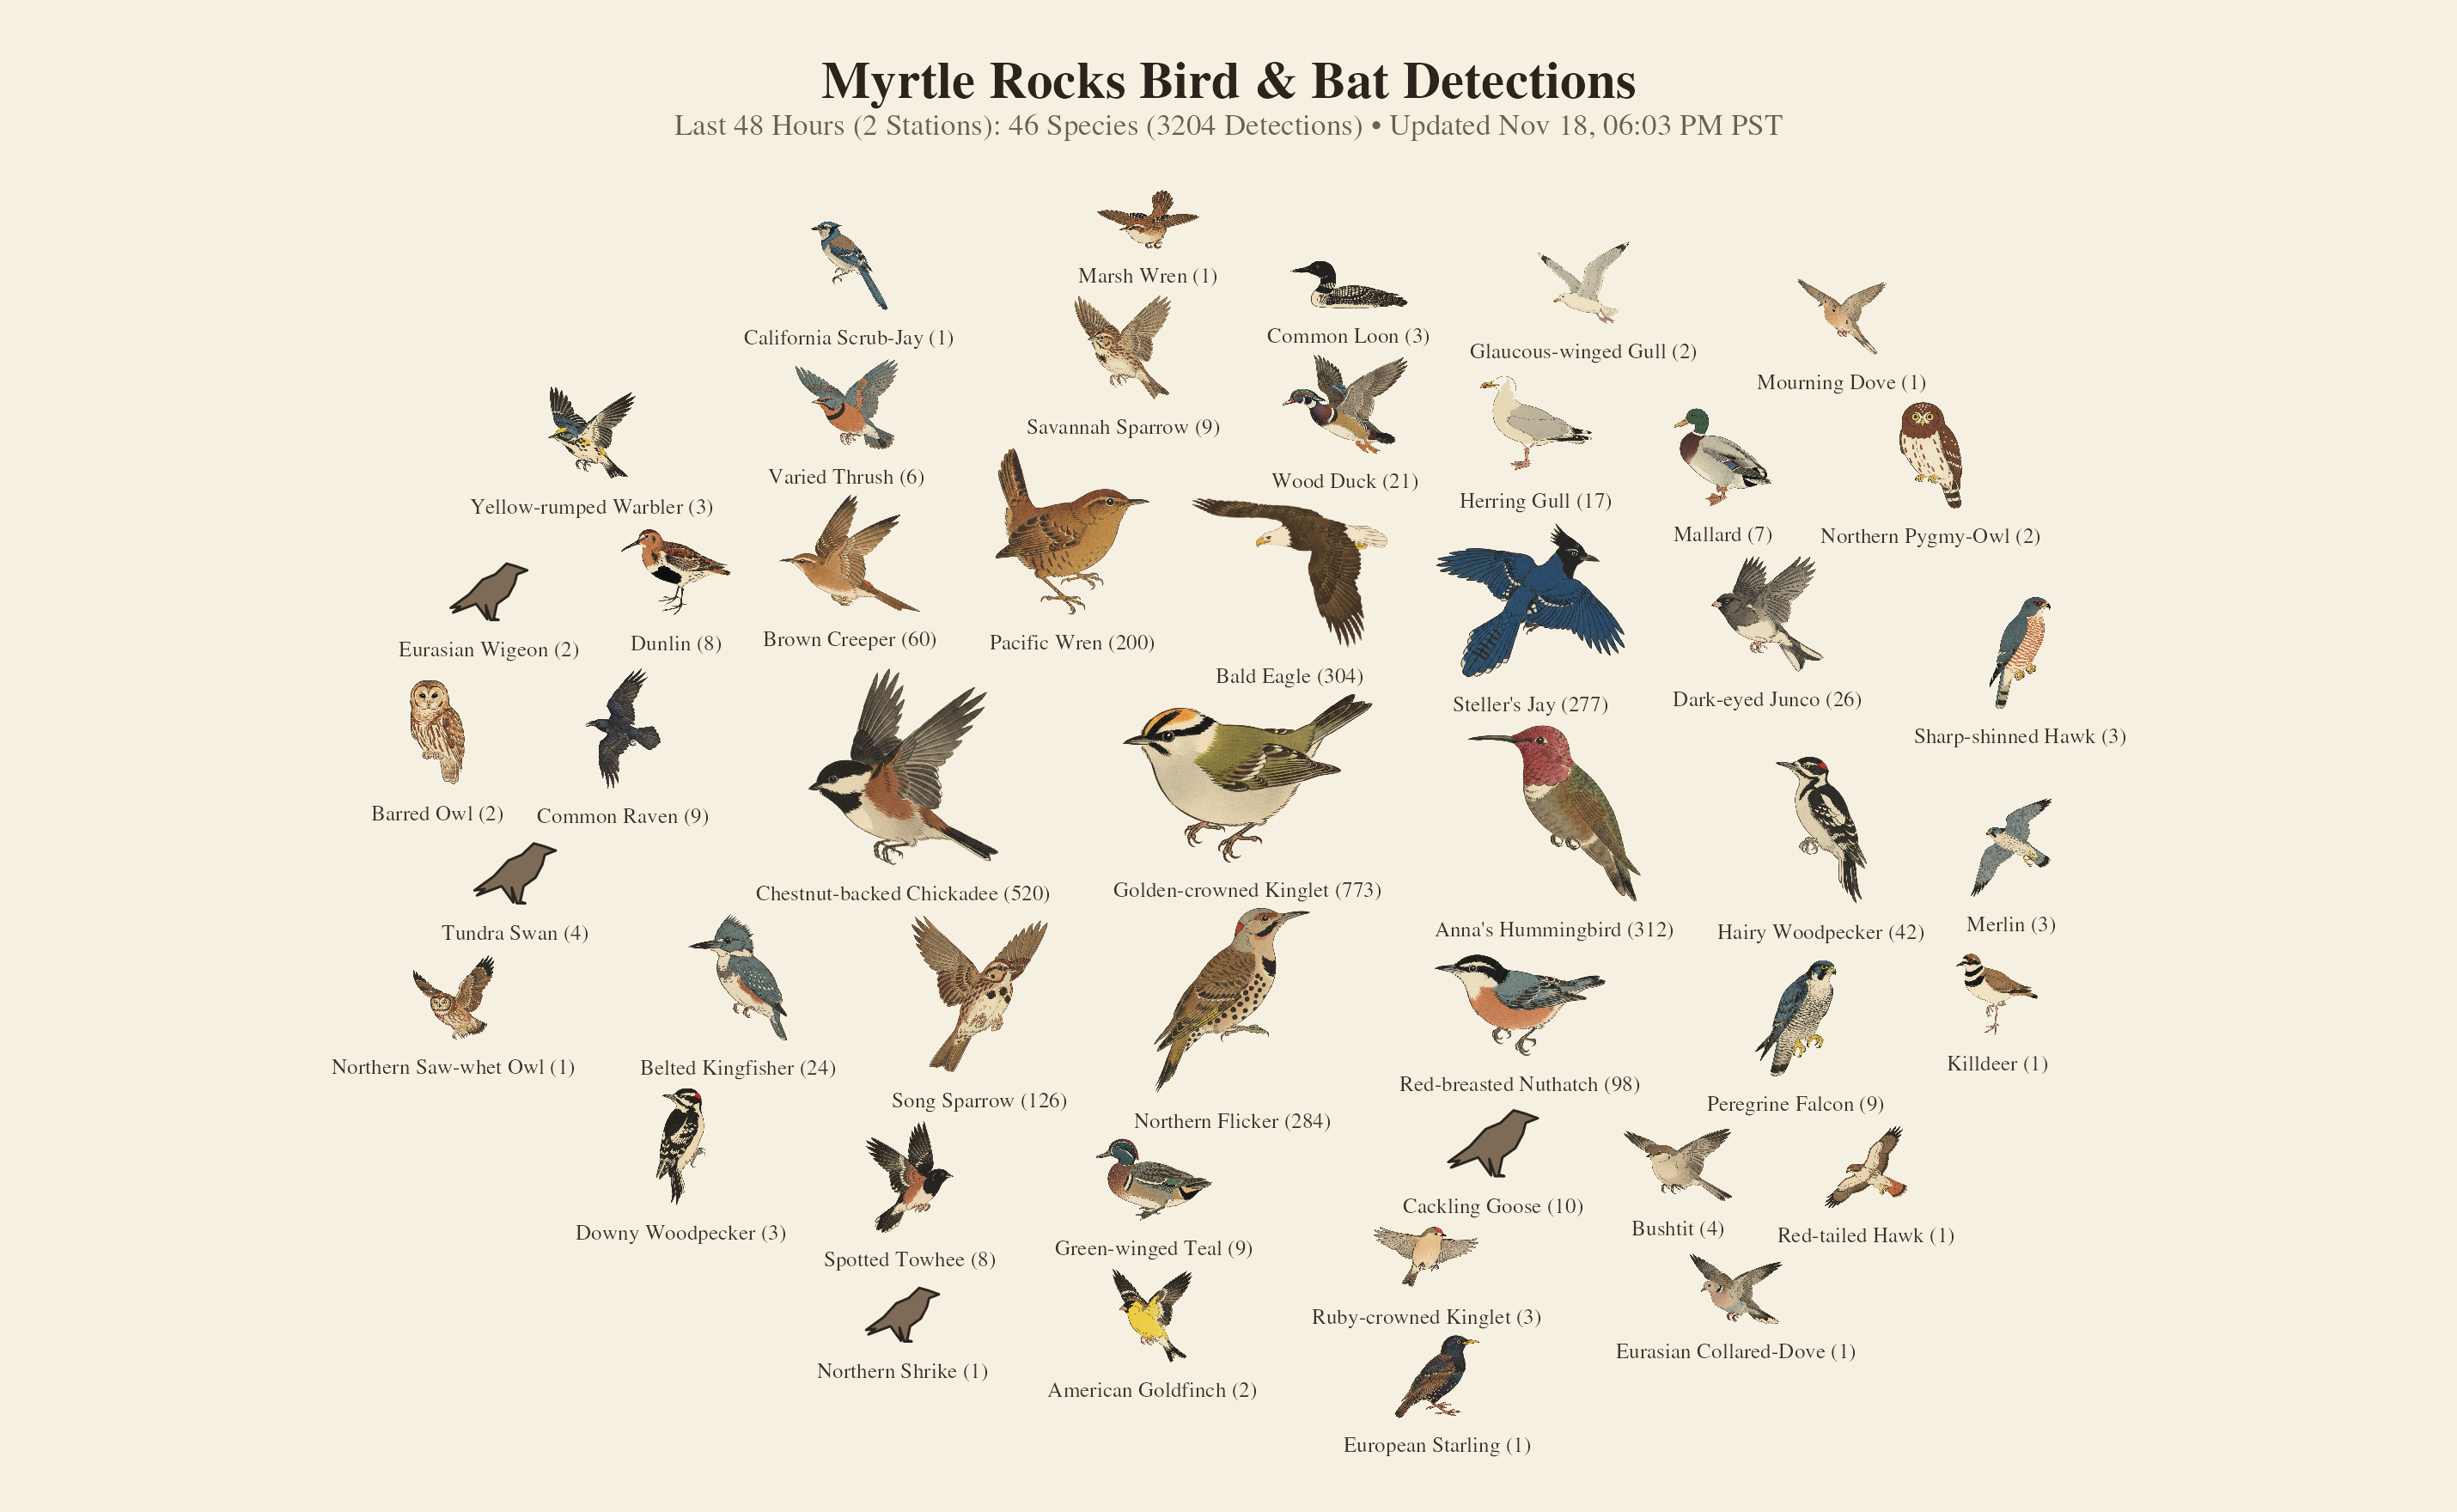 Myrtle Rocks Bird & Bat Detections
Last 48 Hours (2 Stations): 46 Species (3204 Detections) • Updated Nov 18, 06:03 PM PST
Marsh Wren (1)
California Scrub-Jay (1)
Common Loon (3)
Glaucous-winged Gull (2)
Mourning Dove (1)
Savannah Sparrow (9)
Varied Thrush (6)
Wood Duck (21)
Herring Gull (17)
Yellow-rumped Warbler (3)
Mallard (7)
Northern Pygmy-Owl (2)
Eurasian Wigeon (2)
Dunlin (8)
Brown Creeper (60)
Pacific Wren (200)
Bald Eagle (304)
Steller's Jay (277)
Dark-eyed Junco (26)
Sharp-shinned Hawk (3)
Barred Owl (2)
Common Raven (9)
Chestnut-backed Chickadee (520)
Golden-crowned Kinglet (773)
Anna's Hummingbird (312)
Hairy Woodpecker (42)
Merlin (3)
Tundra Swan (4)
Northern Saw-whet Owl (1)
Belted Kingfisher (24)
Song Sparrow (126)
Northern Flicker (284)
Red-breasted Nuthatch (98)
Peregrine Falcon (9)
Killdeer (1)
Downy Woodpecker (3)
Spotted Towhee (8)
Green-winged Teal (9)
Cackling Goose (10)
Bushtit (4)
Red-tailed Hawk (1)
Ruby-crowned Kinglet (3)
Eurasian Collared-Dove (1)
Northern Shrike (1)
American Goldfinch (2)
European Starling (1)